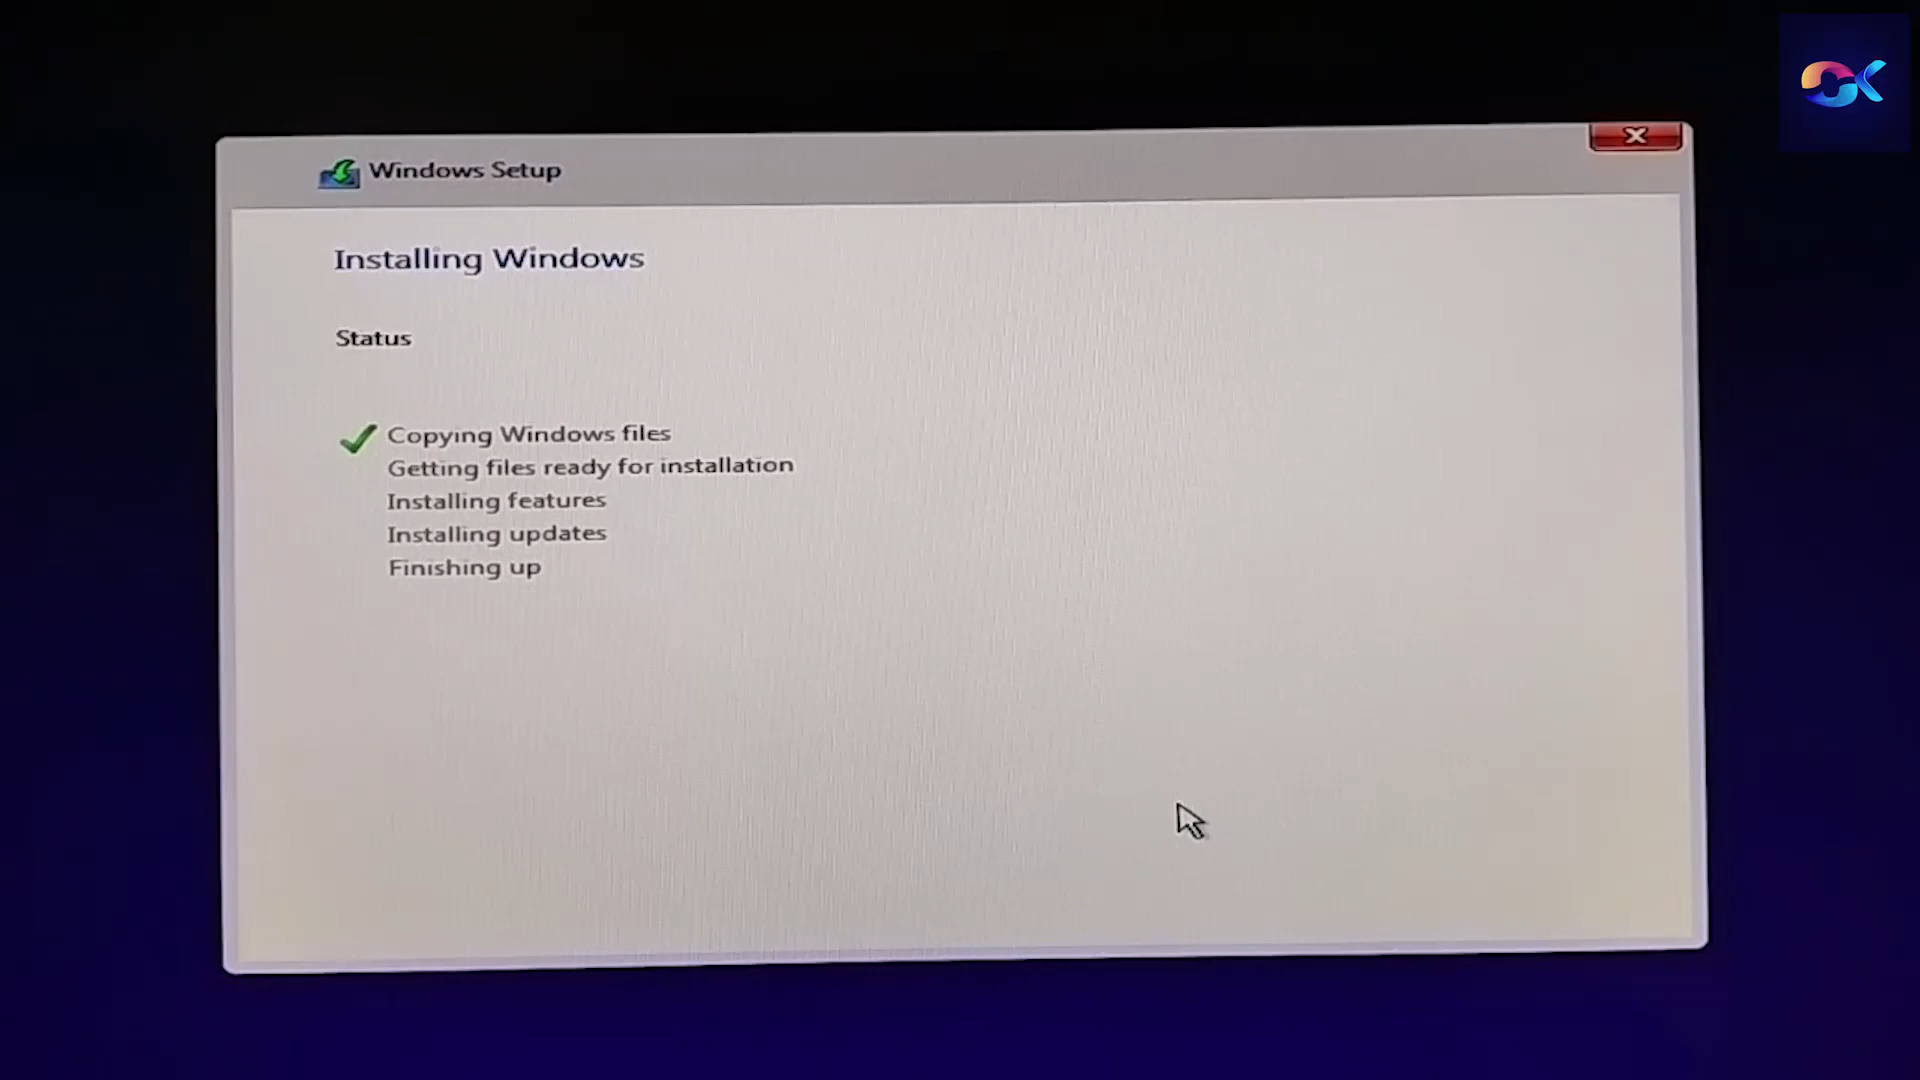 Windows Setup
Installing Windows
Status
Copying Windows files
Getting files ready for installation
Installing features
Installing updates
Finishing up